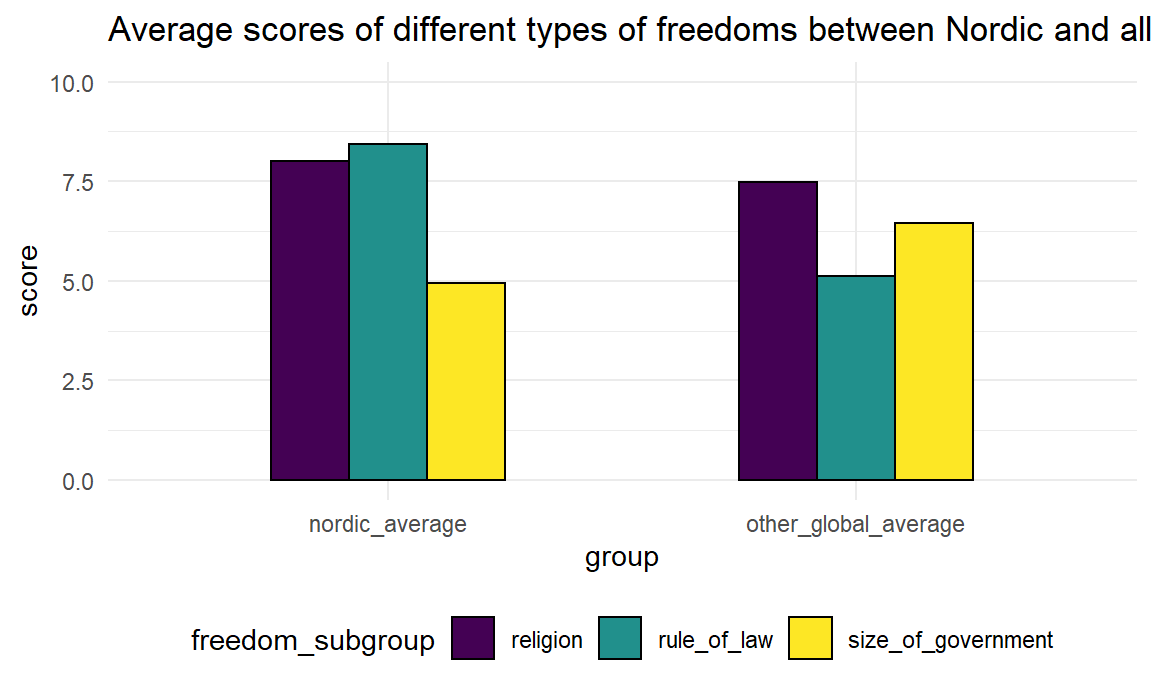 Average scores of different types of freedoms between Nordic and all
10.0
7.5
5.0
2.5
0.0
score
nordic_average other_global_average
group
freedom_subgroup religion rule_of_law size_of_government